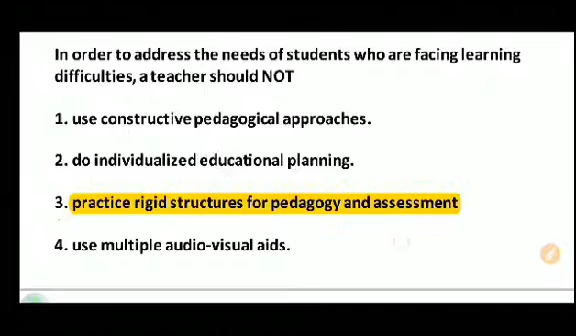 In order to address the needs of students who are facing learning
difficulties, a teacher should NOT
1. use constructive pedagogical approaches.
2. do individualized educational planning.
3. practice rigid structures for pedagogy and assessment
4. use multiple audio-visual aids.